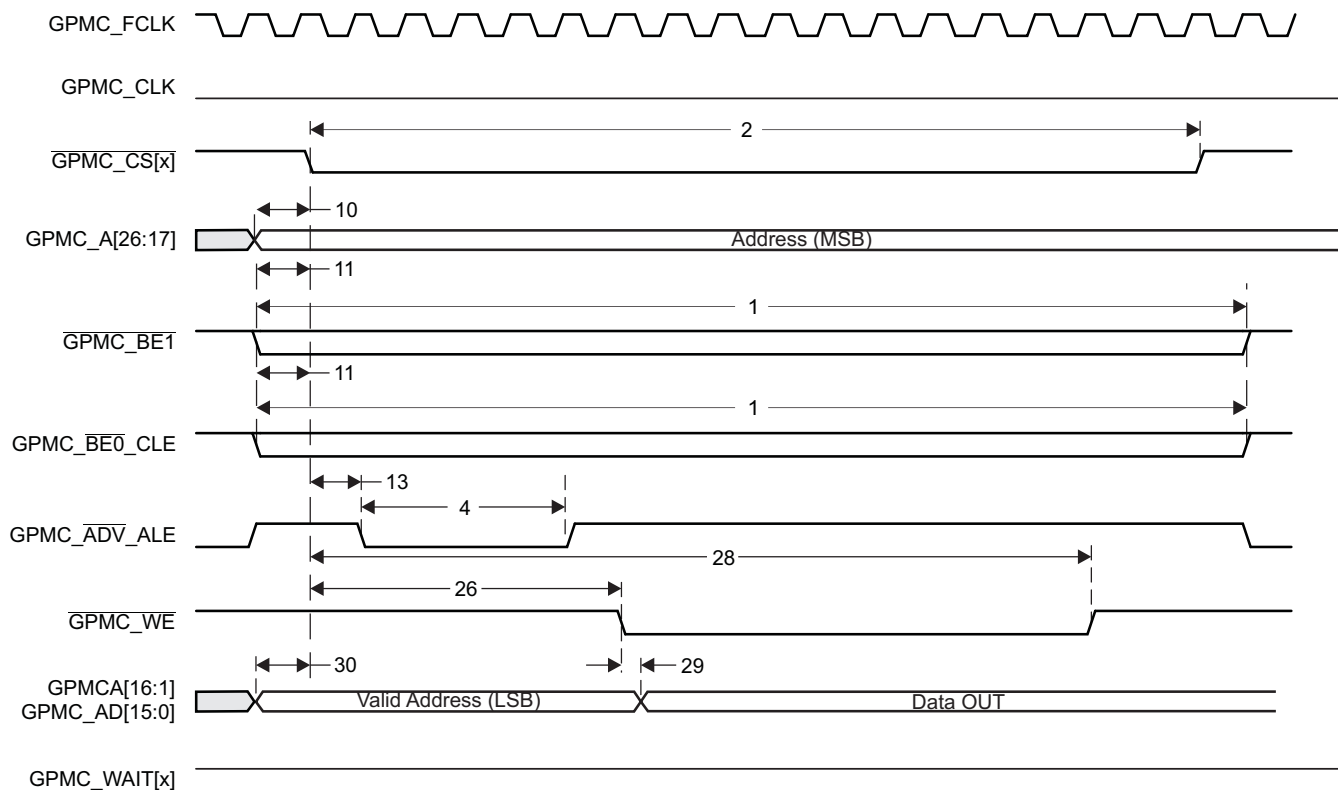 GPMC_FCLK
GPMC_CLK
2
GPMC_CS[x]
10
GPMC_A[26:17]
Address (MSB)
11
1
GPMC_BE1
11
1
GPMC_BE0_CLE
13
4
GPMC_ADV_ALE
28
26
GPMC_WE
30
29
GPMCA[16:1]
GPMC_AD[15:0]
Valid Address (LSB)
Data OUT
GPMC_WAIT[x]